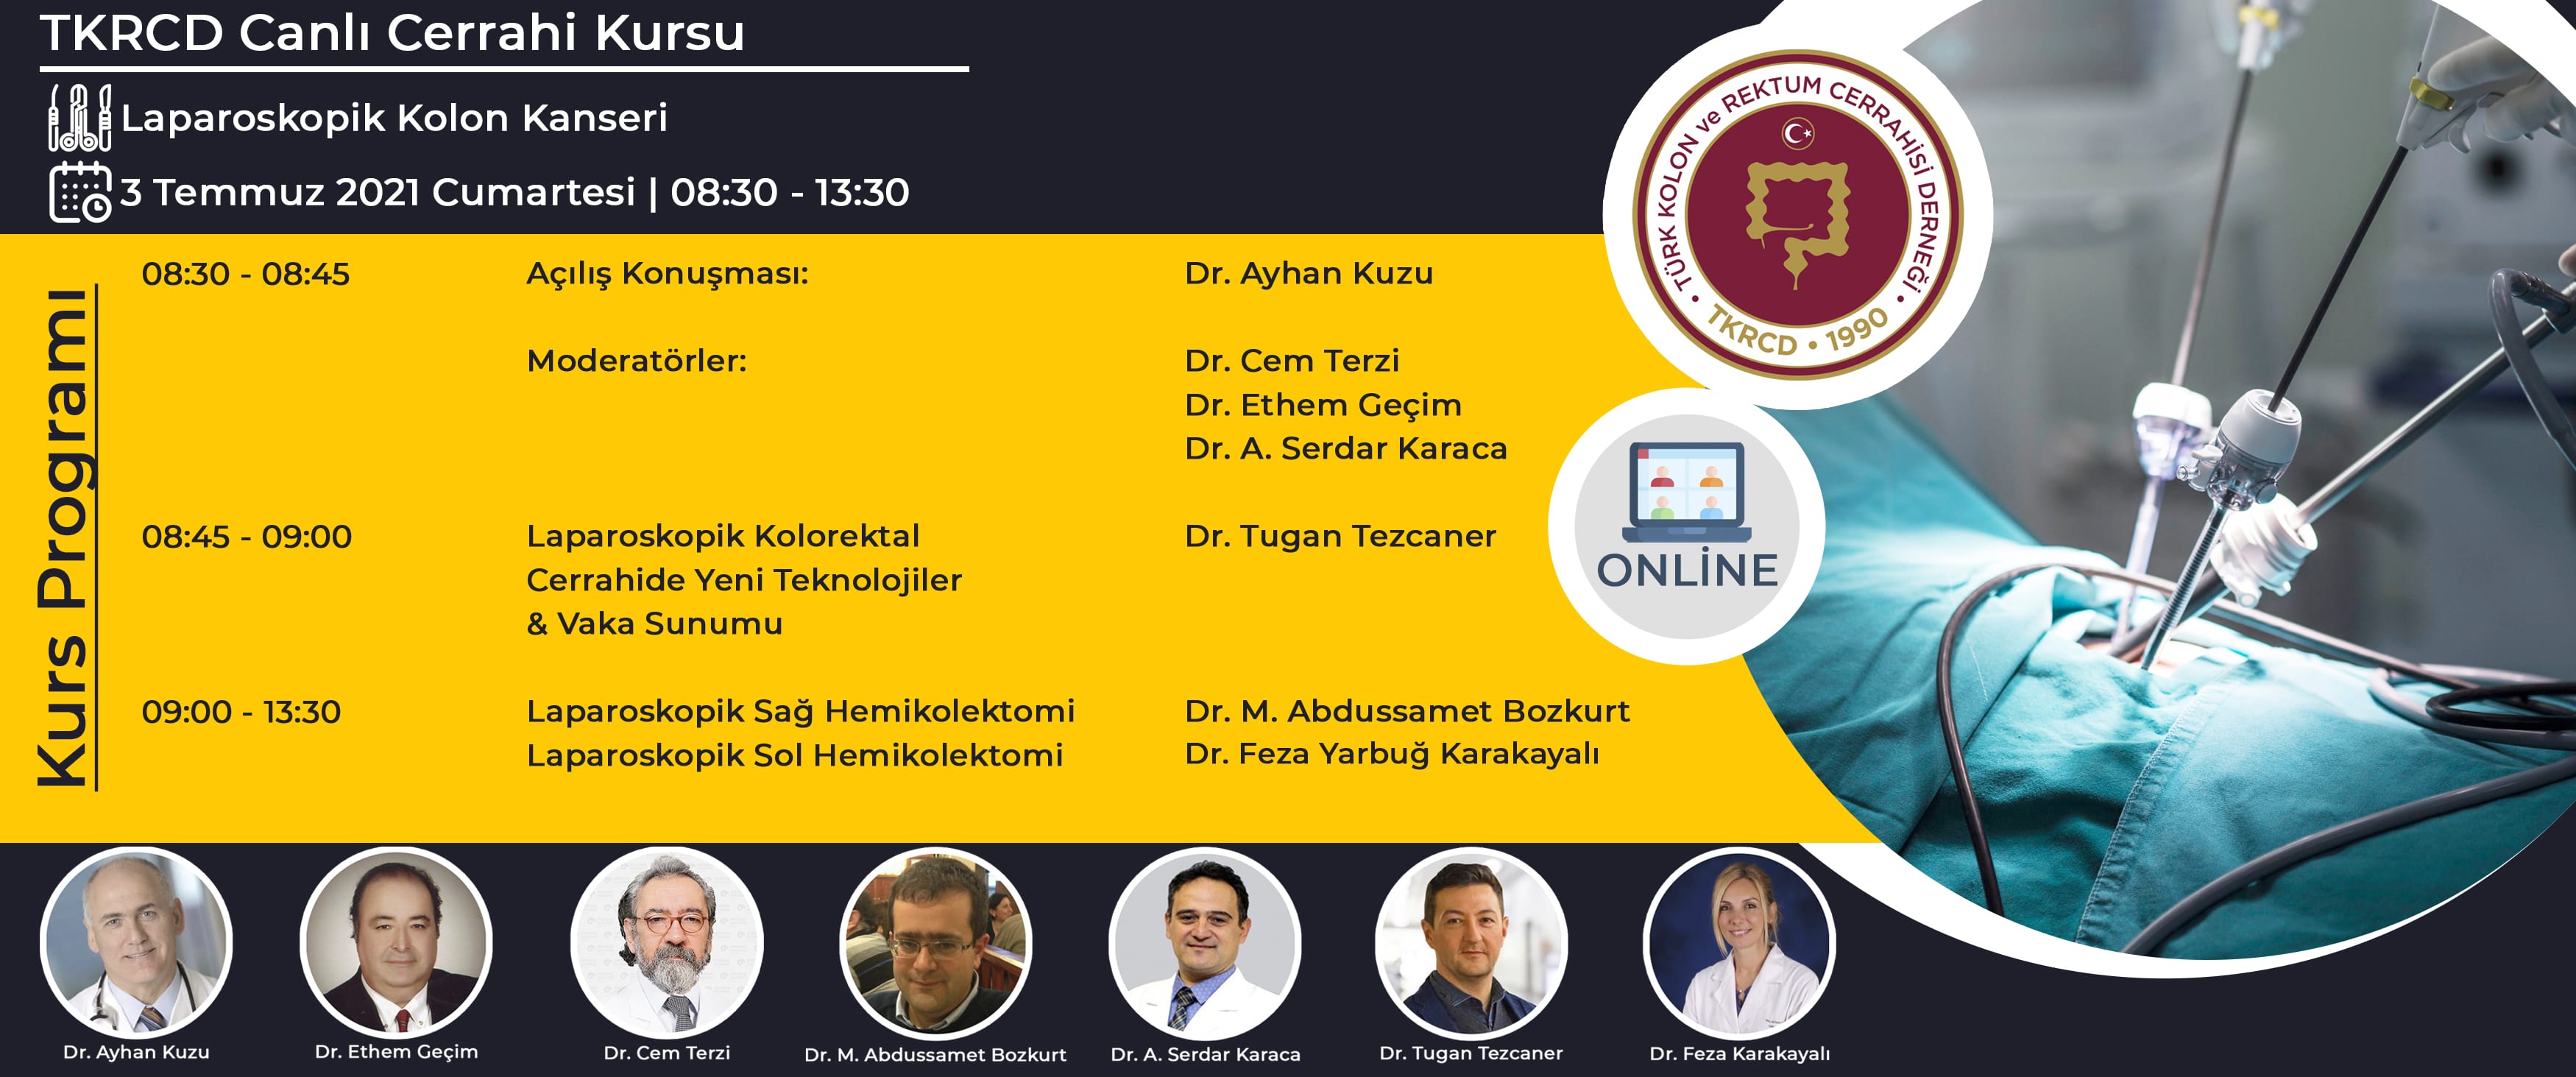 TKRCD Canlı Cerrahi Kursu
Laparoskopik Kolon Kanseri
3 Temmuz 2021 Cumartesi | 08:30 - 13:30
TÜRK KOLON ve REKTUM CERRAHİSİ DERNEĞİ
TKRCD • 1990
ONLİNE
Kurs Programı
08:30 - 08:45 Açılış Konuşması: Dr. Ayhan Kuzu
Moderatörler: Dr. Cem Terzi
Dr. Ethem Geçim
Dr. A. Serdar Karaca
08:45 - 09:00 Laparoskopik Kolorektal Dr. Tugan Tezcaner
Cerrahide Yeni Teknolojiler
& Vaka Sunumu
09:00 - 13:30 Laparoskopik Sağ Hemikolektomi Dr. M. Abdussamet Bozkurt
Laparoskopik Sol Hemikolektomi Dr. Feza Yarbuğ Karakayalı
Dr. Ayhan Kuzu
Dr. Ethem Geçim
Dr. Cem Terzi
Dr. M. Abdussamet Bozkurt
Dr. A. Serdar Karaca
Dr. Tugan Tezcaner
Dr. Feza Karakayalı